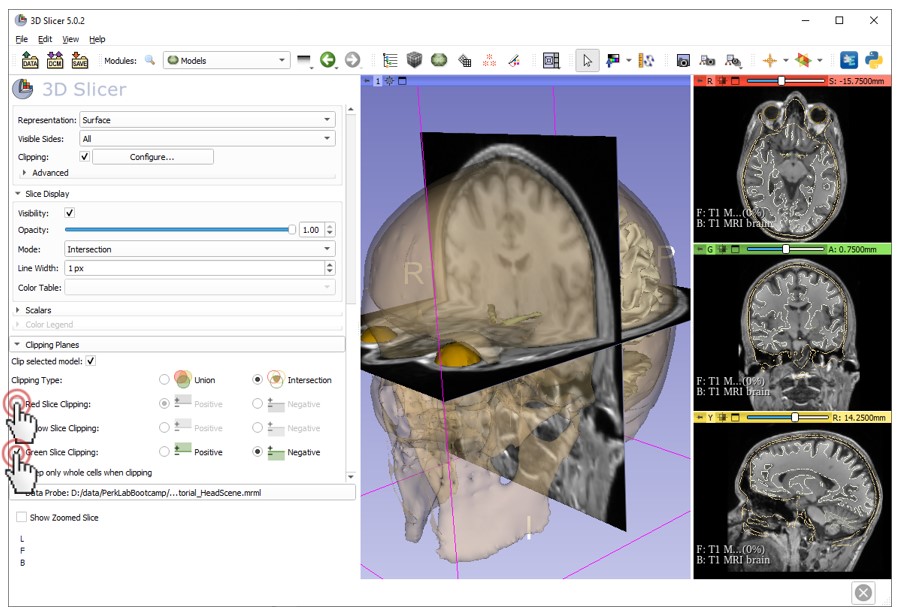 3D Slicer 5.0.2
File Edit View Help
DATA DCM SAVE Modules: Models
3D Slicer
Representation: Surface
Visible Sides: All
Clipping: Configure...
Advanced
Slice Display
Visibility:
Opacity: 1.00
Mode: Intersection
Line Width: 1px
Color Table:
Scalars
Color Legend
Clipping Planes
Clip selected model:
Clipping Type: Union Intersection
Red Slice Clipping: Positive Negative
Slice Clipping: Positive Negative
Green Slice Clipping: Positive Negative
only whole cells when clipping
Data Probe: D:/data/PerkLabBootcamp/...torial_HeadScene.mrml
Show Zoomed Slice
L
F
B
1
R
P
I
R S: -15.7500mm
F: T1 M...(0%)
B: T1 MRI brain
G A: 0.7500mm
F: T1 M...(0%)
B: T1 MRI brain
Y R: 14.2500mm
F: T1 M...(0%)
B: T1 MRI brain